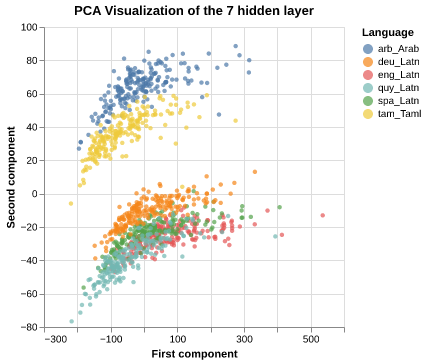 PCA Visualization of the 7 hidden layer
Language
arb_Arab
deu_Latn
eng_Latn
quy_Latn
spa_Latn
tam_Taml
Second component
100
80
60
40
20
0
−20
−40
−60
−80
−300
−100
100
300
500
First component